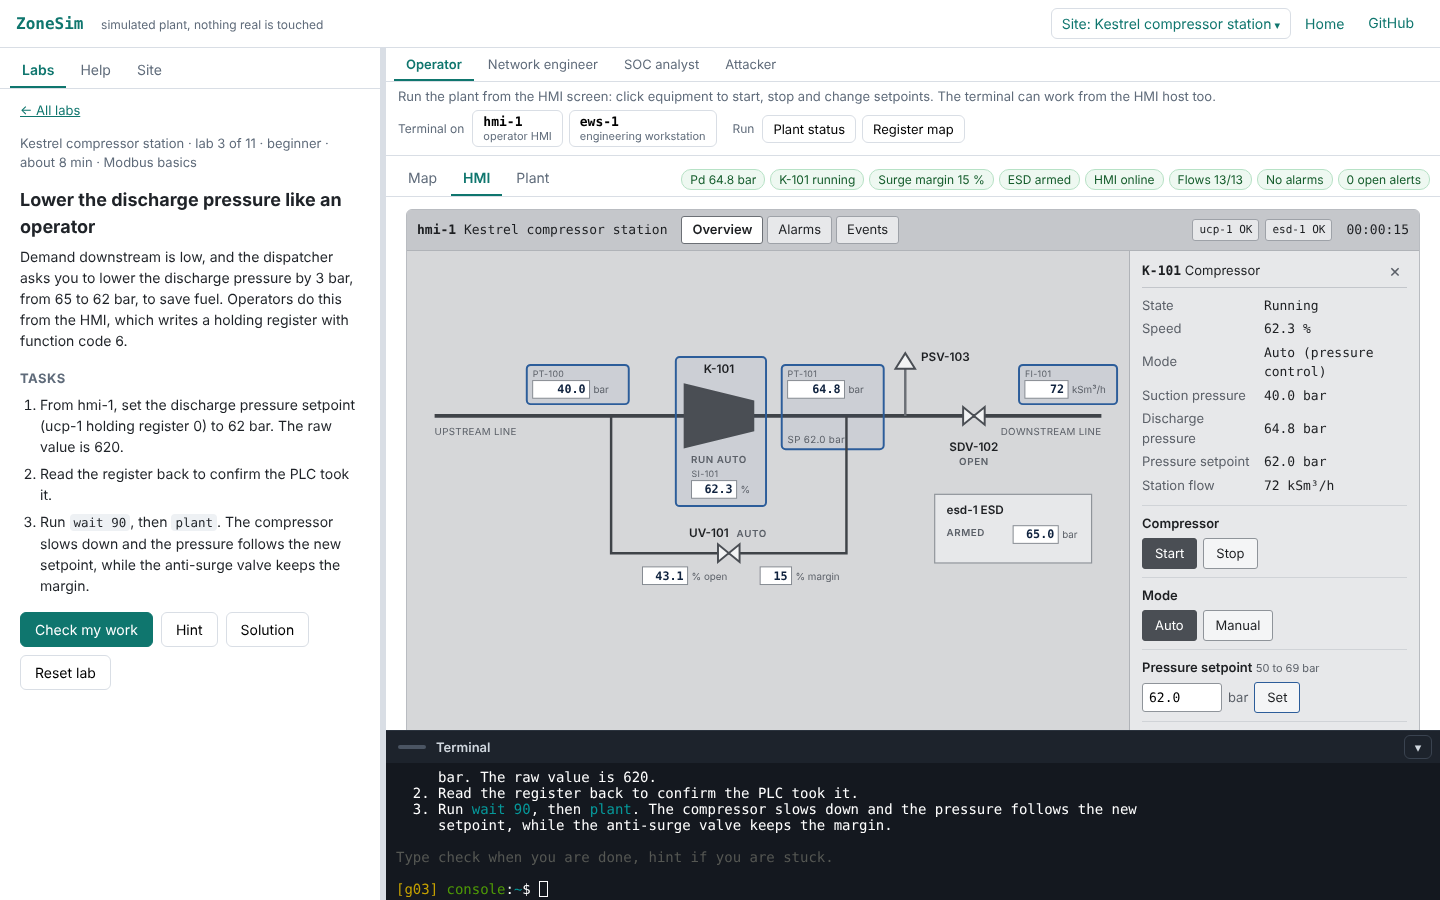 ZoneSim simulated plant, nothing real is touched
Site: Kestrel compressor station ▾ Home GitHub
Labs Help Site
← All labs
Kestrel compressor station · lab 3 of 11 · beginner ·
about 8 min · Modbus basics
Lower the discharge pressure like an
operator
Demand downstream is low, and the dispatcher
asks you to lower the discharge pressure by 3 bar,
from 65 to 62 bar, to save fuel. Operators do this
from the HMI, which writes a holding register with
function code 6.
TASKS
1. From hmi-1, set the discharge pressure setpoint
(ucp-1 holding register 0) to 62 bar. The raw
value is 620.
2. Read the register back to confirm the PLC took
it.
3. Run wait 90, then plant. The compressor
slows down and the pressure follows the new
setpoint, while the anti-surge valve keeps the
margin.
Check my work Hint Solution
Reset lab
Operator Network engineer SOC analyst Attacker
Run the plant from the HMI screen: click equipment to start, stop and change setpoints. The terminal can work from the HMI host too.
Terminal on hmi-1 operator HMI ews-1 engineering workstation Run Plant status Register map
Map HMI Plant
Pd 64.8 bar K-101 running Surge margin 15 % ESD armed HMI online Flows 13/13 No alarms 0 open alerts
hmi-1 Kestrel compressor station Overview Alarms Events ucp-1 OK esd-1 OK 00:00:15
PT-100
40.0 bar
UPSTREAM LINE
K-101
RUN AUTO
SI-101
62.3 %
PT-101
64.8 bar
SP 62.0 bar
PSV-103
FI-101
72 kSm³/h
DOWNSTREAM LINE
SDV-102
OPEN
esd-1 ESD
ARMED 65.0 bar
UV-101 AUTO
43.1 % open 15 % margin
K-101 Compressor ×
State Running
Speed 62.3 %
Mode Auto (pressure
control)
Suction pressure 40.0 bar
Discharge
pressure 64.8 bar
Pressure setpoint 62.0 bar
Station flow 72 kSm³/h
Compressor
Start Stop
Mode
Auto Manual
Pressure setpoint 50 to 69 bar
62.0 bar Set
Terminal ▾
bar. The raw value is 620.
2. Read the register back to confirm the PLC took it.
3. Run wait 90, then plant. The compressor slows down and the pressure follows the new
setpoint, while the anti-surge valve keeps the margin.
Type check when you are done, hint if you are stuck.
[g03] console:~$